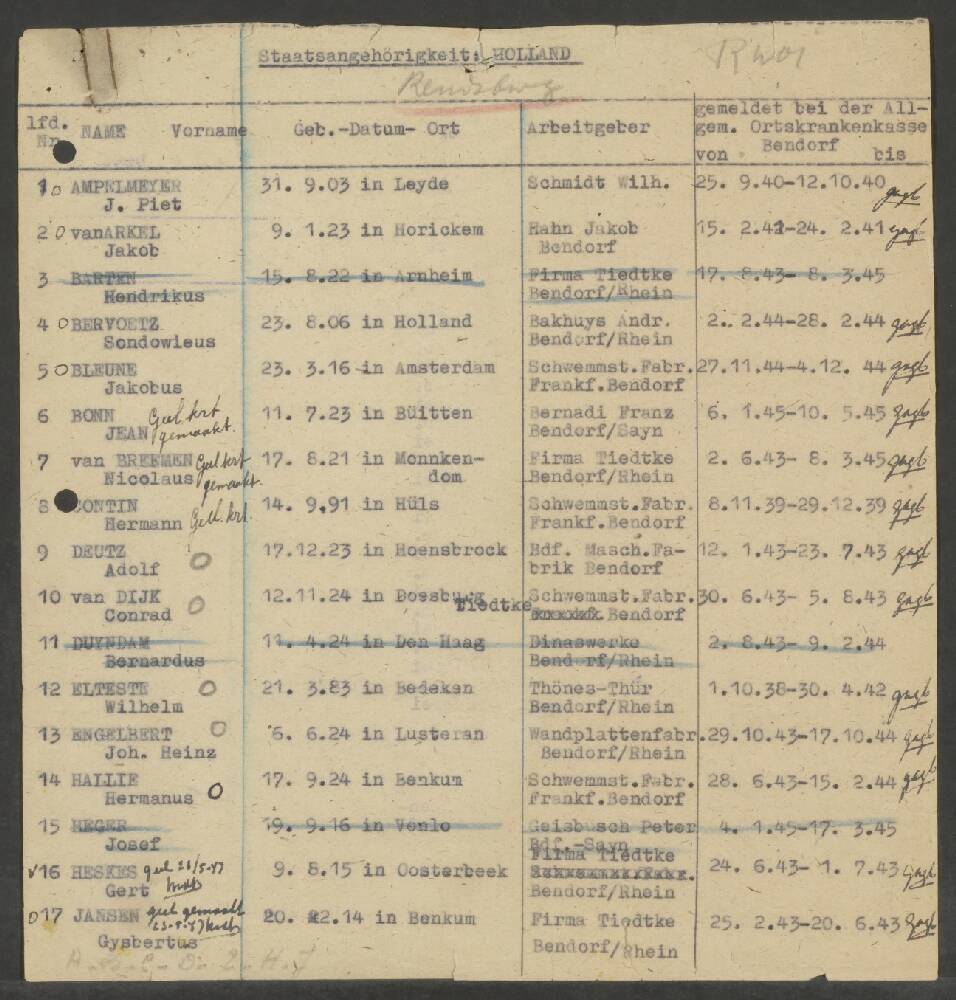 Staatsangehörigkeit: HOLLAND
lfd. Nr. NAME Vorname Geb.-Datum- Ort Arbeitgeber gemeldet bei der All-
gem. Ortskrankenkasse
Bendorf
von bis
1 o AMPELMEYER 31. 9.03 in Leyde Schmidt Wilh. 25. 9.40-12.10.40
J. Piet
2 o vanARKEL 9. 1.23 in Horickem Hahn Jakob 15. 2.41-24. 2.41
Jakob Bendorf
3 BARTEN 15. 8.22 in Arnheim Firma Tiedtke 17. 8.43- 8. 3.45
Hendrikus Bendorf/Rhein
4 o BERVOETZ 23. 8.06 in Holland Bakhuys Andr. 2.. 2.44-28. 2.44
Sondowieus Bendorf/Rhein
5 o BLEUNE 23. 3.16 in Amsterdam Schwemmst.Fabr. 27.11.44-4.12. 44
Jakobus Frankf.Bendorf
6 BONN 11. 7.23 in Büitten Bernadi Franz 6. 1.45-10. 5.45
JEAN gemaakt. Bendorf/Sayn
7 van BREEMEN 17. 8.21 in Monnken- Firma Tiedtke 2. 6.43- 8. 3.45
Nicolaus gemaakt. dom Bendorf/Rhein
8 CONTIN 14. 9.91 in Hüls Schwemmst.Fabr. 8.11.39-29.12.39
Hermann Frankf.Bendorf
9 DEUTZ 17.12.23 in Hoensbrock Bdf. Masch.Fa- 12. 1.43-23. 7.43
Adolf O brik Bendorf
10 van DIJK 12.11.24 in Dossburg Schwemmst.Fabr. 30. 6.43- 5. 8.43
Conrad O Tiedtke Bendorf
11 DUYNDAM 11. 4.24 in Den Haag Dinaswerke 2. 8.43- 9. 2.44
Bernardus Bendorf/Rhein
12 ELTESTE O 21. 3.83 in Bedeken Thönes-Thür 1.10.38-30. 4.42
Wilhelm Bendorf/Rhein
13 ENGELBERT O 6. 6.24 in Lusteran Wandplattenfabr. 29.10.43-17.10.44
Joh. Heinz Bendorf/Rhein
14 HALLIE 17. 9.24 in Benkum Schwemmst.Fabr. 28. 6.43-15. 2.44
Hermanus O Frankf.Bendorf
15 HEGER 19. 9.16 in Venlo Geisbusch Peter 4. 1.45-17. 3.45
Josef Bdf.-Sayn
16 HESKES 9. 8.15 in Oosterbeek Firma Tiedtke 24. 6.43- 1. 7.43
Gert Bendorf/Rhein
o 17 JANSEN 20. 12.14 in Benkum Firma Tiedtke 25. 2.43-20. 6.43
Gysbertus Bendorf/Rhein